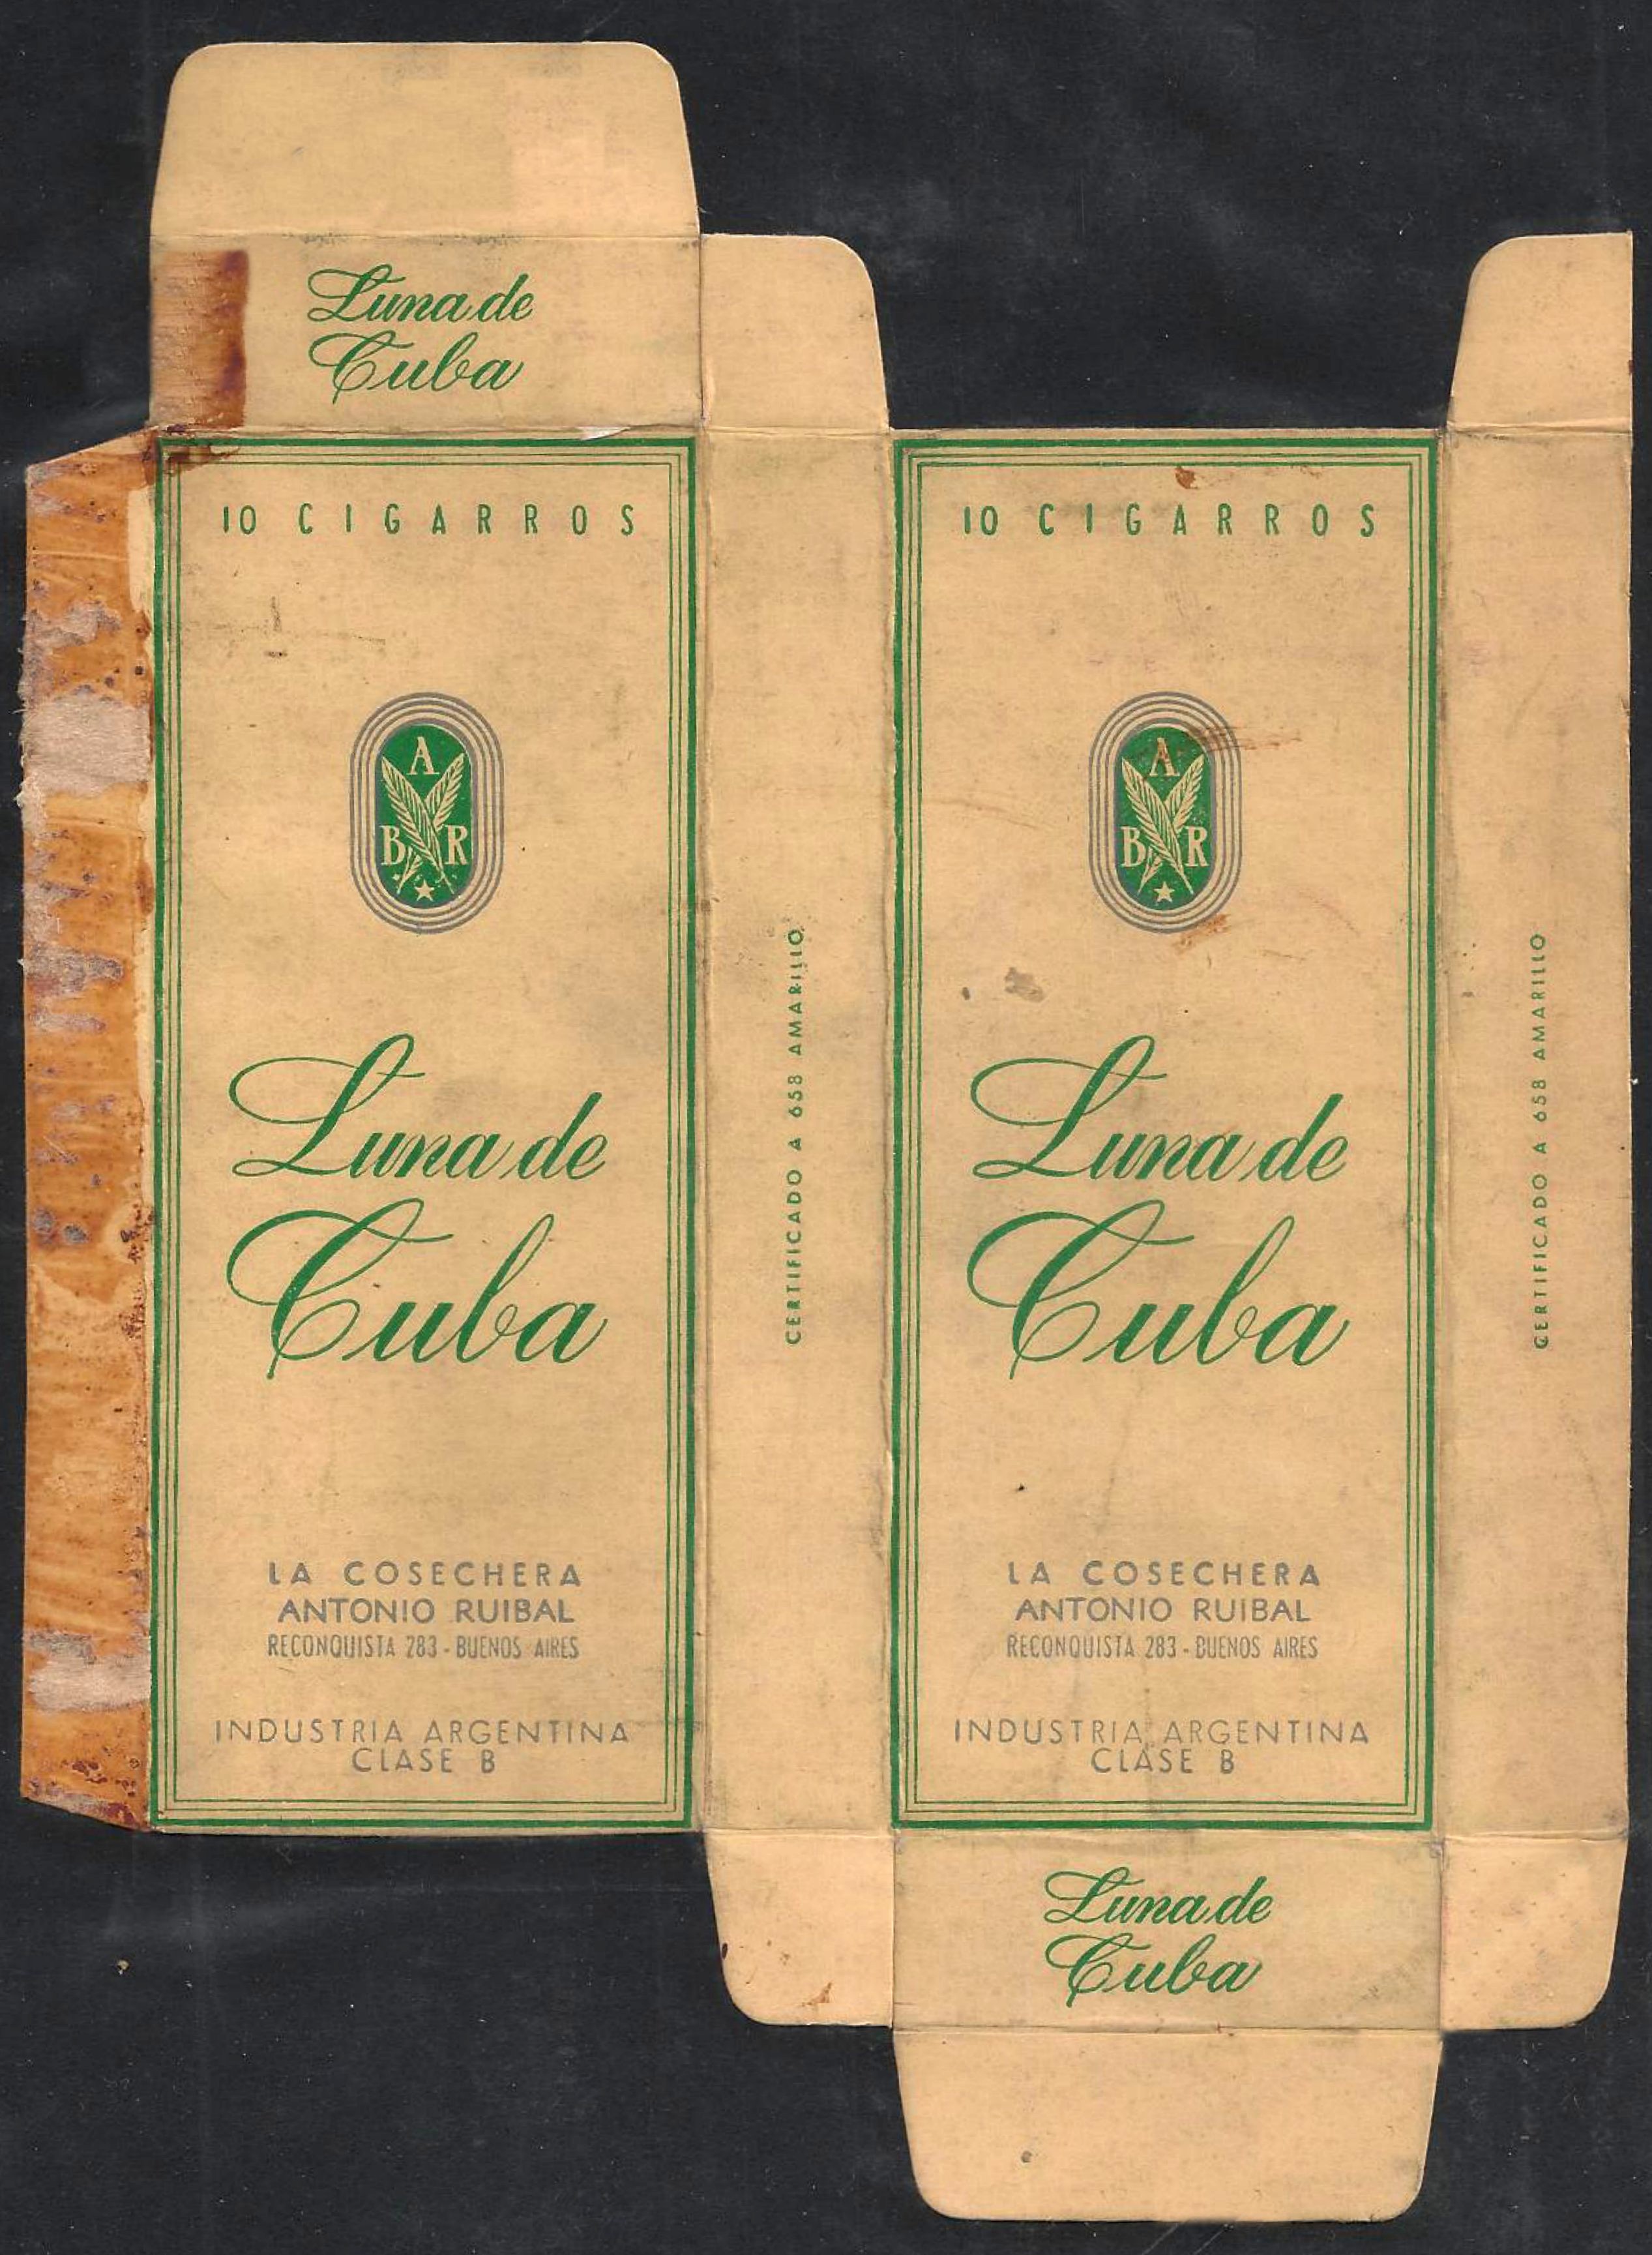 Luna de
Cuba
10 CIGARROS
A
B R
Luna de
Cuba
LA COSECHERA
ANTONIO RUIBAL
RECONQUISTA 283 - BUENOS AIRES
INDUSTRIA ARGENTINA
CLASE B
CERTIFICADO A 658 AMARILLO
10 CIGARROS
A
B R
Luna de
Cuba
LA COSECHERA
ANTONIO RUIBAL
RECONQUISTA 283 - BUENOS AIRES
INDUSTRIA ARGENTINA
CLASE B
CERTIFICADO A 658 AMARILLO
Luna de
Cuba